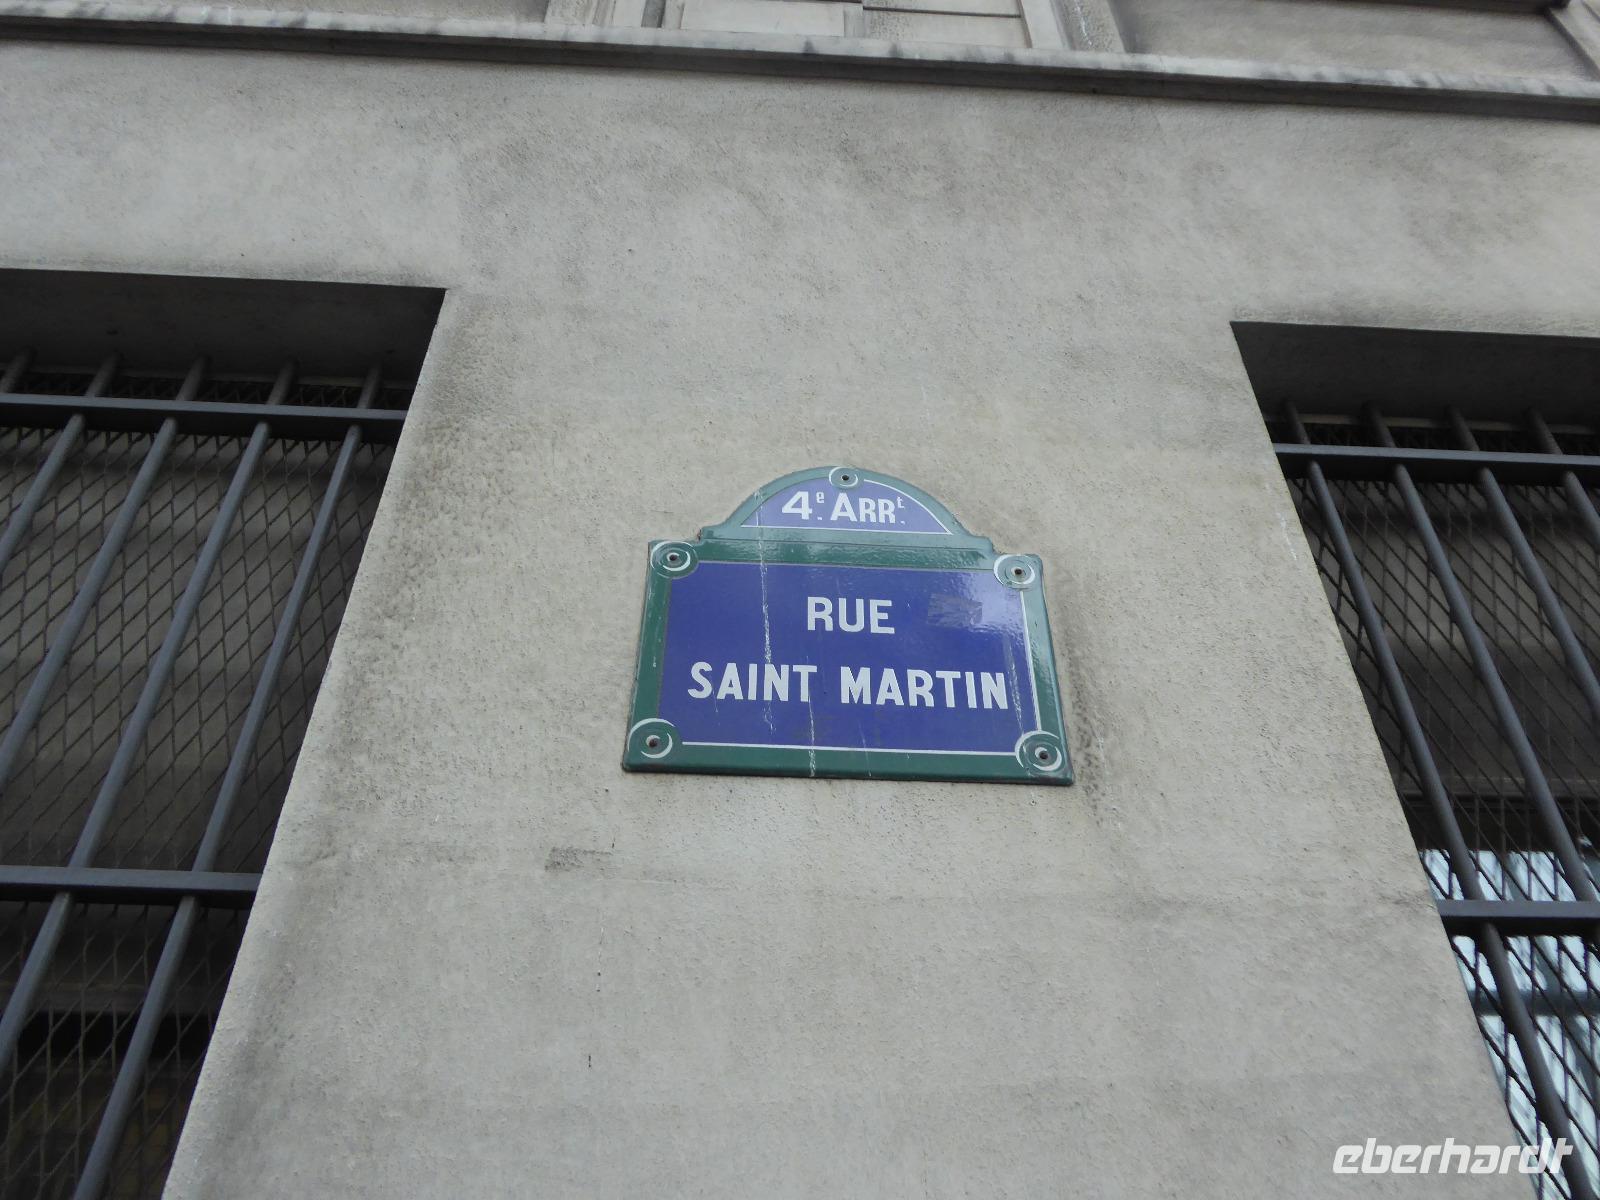 4e. ARRt.
RUE
SAINT MARTIN
eberhardt